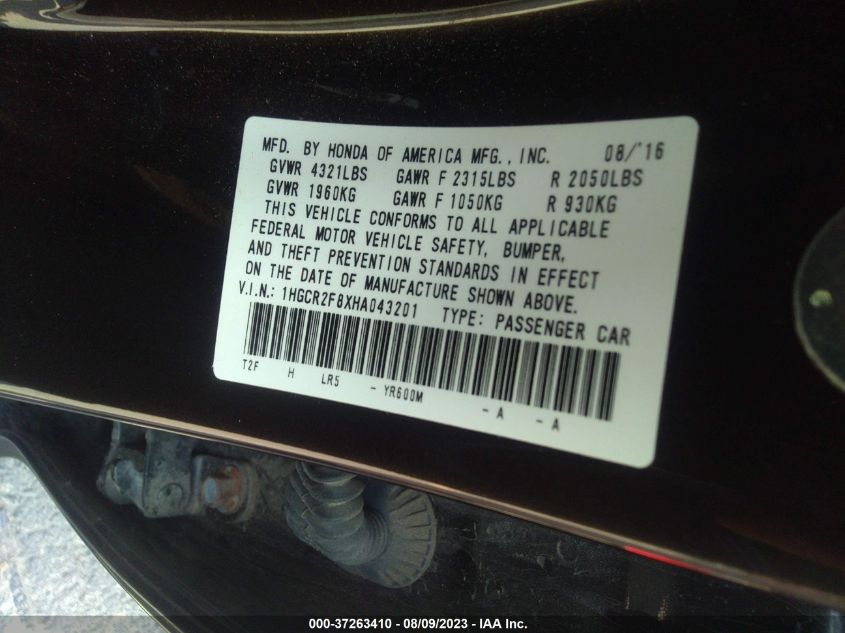 MFD. BY HONDA OF AMERICA MFG., INC. 08/'16
GVWR 4321LBS GAWR F 2315LBS R 2050LBS
GVWR 1960KG GAWR F 1050KG R 930KG
THIS VEHICLE CONFORMS TO ALL APPLICABLE
FEDERAL MOTOR VEHICLE SAFETY, BUMPER,
AND THEFT PREVENTION STANDARDS IN EFFECT
ON THE DATE OF MANUFACTURE SHOWN ABOVE.
V.I.N.: 1HGCR2F8XHA043201 TYPE: PASSENGER CAR
T2F H LR5 - YR600M - A - A
000-37263410 - 08/09/2023 - IAA Inc.